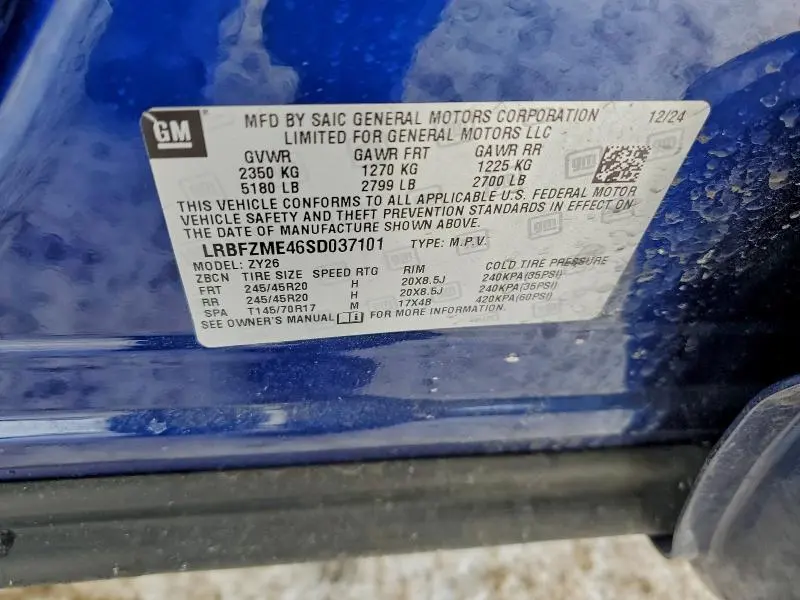 GM MFD BY SAIC GENERAL MOTORS CORPORATION 12/24
LIMITED FOR GENERAL MOTORS LLC
GVWR GAWR FRT GAWR RR
2350 KG 1270 KG 1225 KG
5180 LB 2799 LB 2700 LB
THIS VEHICLE CONFORMS TO ALL APPLICABLE U.S. FEDERAL MOTOR
VEHICLE SAFETY AND THEFT PREVENTION STANDARDS IN EFFECT ON
THE DATE OF MANUFACTURE SHOWN ABOVE.
LRBFZME46SD037101 TYPE: M.P.V.
MODEL: ZY26
ZBCN TIRE SIZE SPEED RTG RIM COLD TIRE PRESSURE
FRT 245/45R20 H 20X8.5J 240KPA(35PSI)
RR 245/45R20 H 20X8.5J 240KPA(35PSI)
SPA T145/70R17 M 17X4B 420KPA(60PSI)
SEE OWNER'S MANUAL FOR MORE INFORMATION.